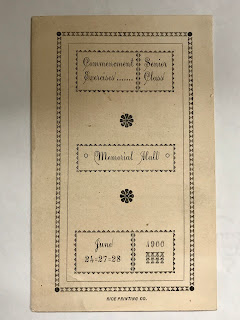 Commencement Senior
Exercises....... Class
Memorial Hall
June 1900
24-27-28
RICE PRINTING CO.